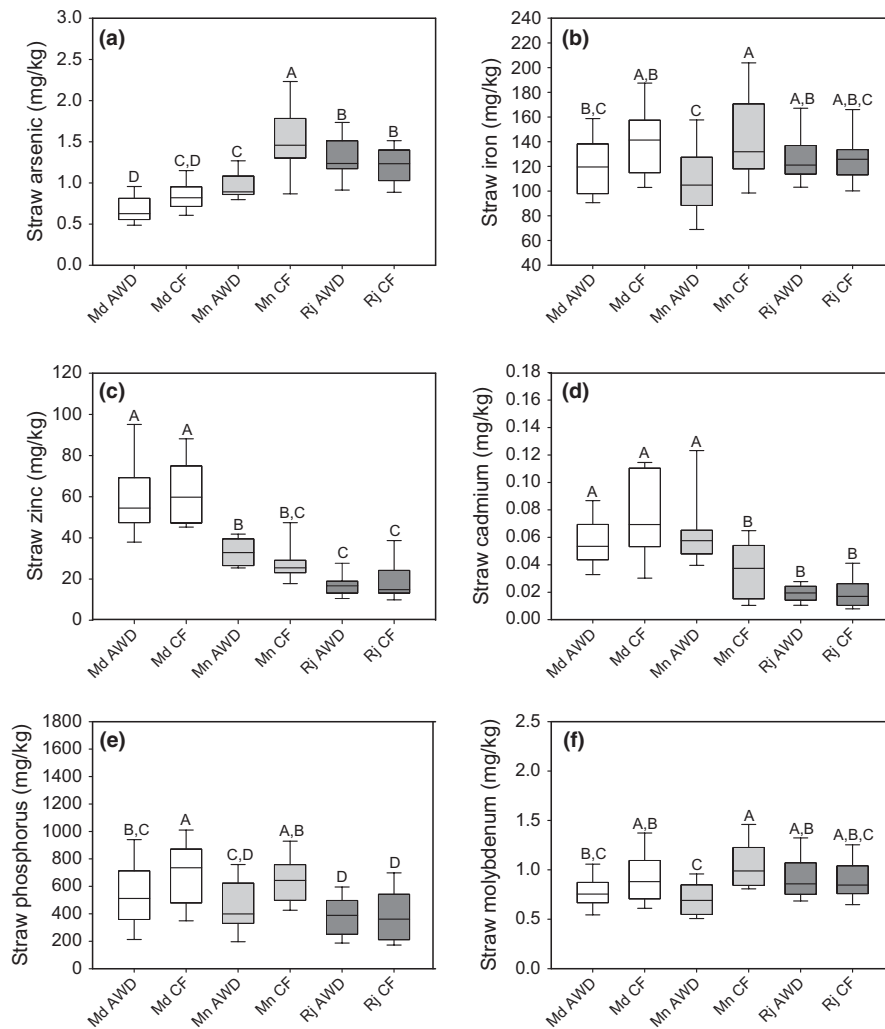 (a)
Straw arsenic (mg/kg)
3.0
2.5
2.0
1.5
1.0
0.5
0.0
D
C,D
C
A
B
B
Md AWD
Md CF
Mn AWD
Mn CF
Rj AWD
Rj CF
(b)
Straw iron (mg/kg)
240
220
200
180
160
140
120
100
80
60
40
B,C
A,B
C
A
A,B
A,B,C
Md AWD
Md CF
Mn AWD
Mn CF
Rj AWD
Rj CF
(c)
Straw zinc (mg/kg)
120
100
80
60
40
20
0
A
A
B
B,C
C
C
Md AWD
Md CF
Mn AWD
Mn CF
Rj AWD
Rj CF
(d)
Straw cadmium (mg/kg)
0.18
0.16
0.14
0.12
0.10
0.08
0.06
0.04
0.02
0.00
A
A
A
B
B
B
Md AWD
Md CF
Mn AWD
Mn CF
Rj AWD
Rj CF
(e)
Straw phosphorus (mg/kg)
1800
1600
1400
1200
1000
800
600
400
200
0
B,C
A
C,D
A,B
D
D
Md AWD
Md CF
Mn AWD
Mn CF
Rj AWD
Rj CF
(f)
Straw molybdenum (mg/kg)
2.5
2.0
1.5
1.0
0.5
0.0
B,C
A,B
C
A
A,B
A,B,C
Md AWD
Md CF
Mn AWD
Mn CF
Rj AWD
Rj CF